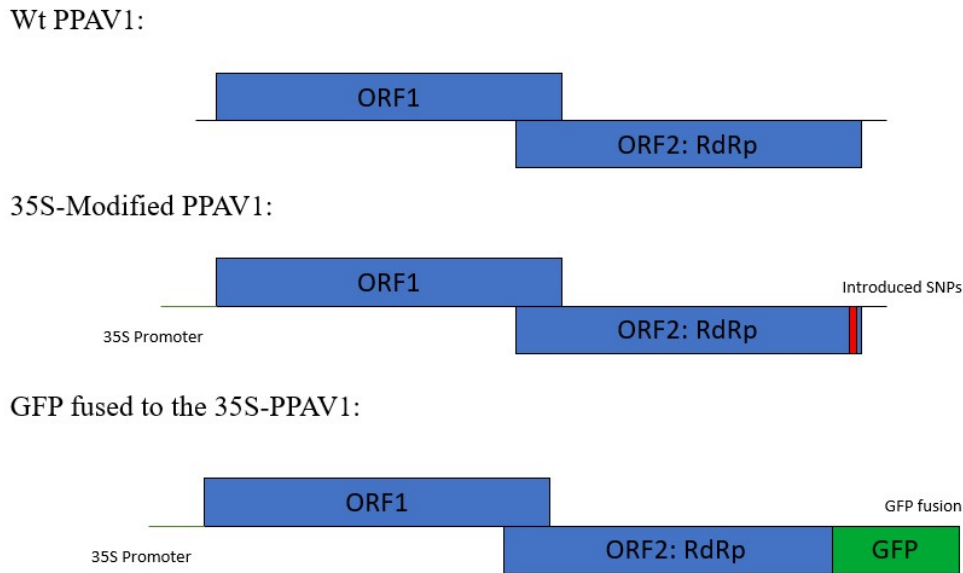 Wt PPAV1:
ORF1
ORF2: RdRp
35S-Modified PPAV1:
ORF1
Introduced SNPs
35S Promoter
ORF2: RdRp
GFP fused to the 35S-PPAV1:
ORF1
GFP fusion
35S Promoter
ORF2: RdRp
GFP